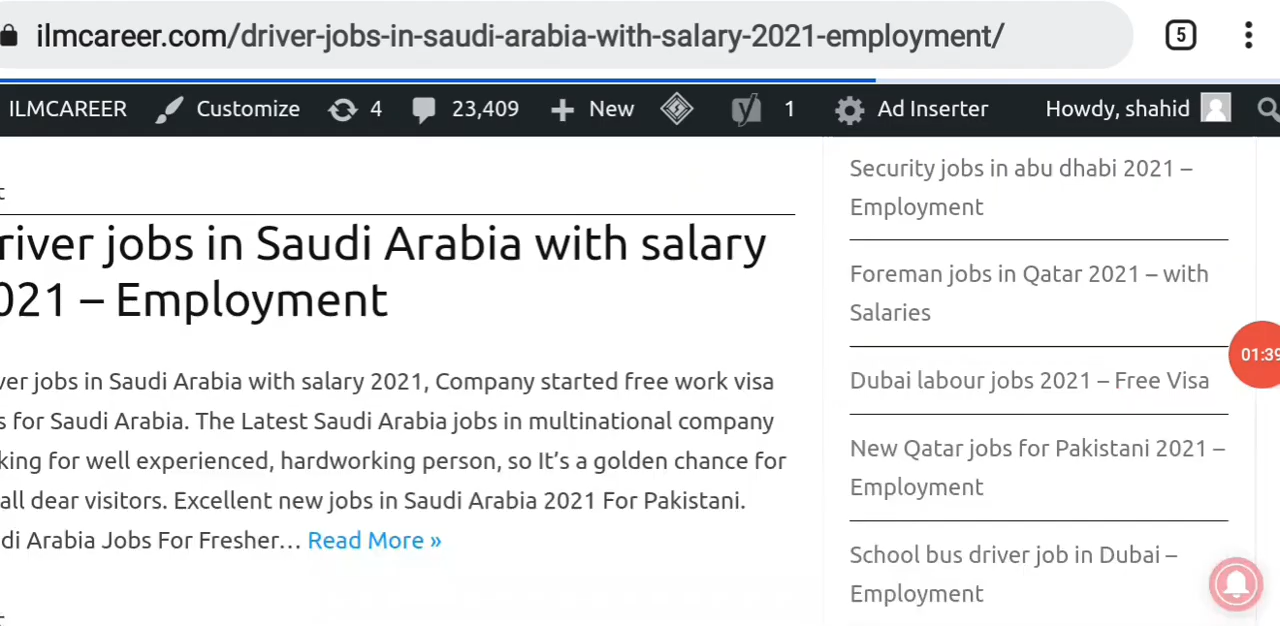 ilmcareer.com/driver-jobs-in-saudi-arabia-with-salary-2021-employment/
5
ILMCAREER Customize 4 23,409 New 1 Ad Inserter Howdy, shahid
river jobs in Saudi Arabia with salary
021 – Employment
ver jobs in Saudi Arabia with salary 2021, Company started free work visa
s for Saudi Arabia. The Latest Saudi Arabia jobs in multinational company
king for well experienced, hardworking person, so It's a golden chance for
all dear visitors. Excellent new jobs in Saudi Arabia 2021 For Pakistani.
di Arabia Jobs For Fresher… Read More »
Security jobs in abu dhabi 2021 –
Employment
Foreman jobs in Qatar 2021 – with
Salaries
Dubai labour jobs 2021 – Free Visa
New Qatar jobs for Pakistani 2021 –
Employment
School bus driver job in Dubai –
Employment
01:39